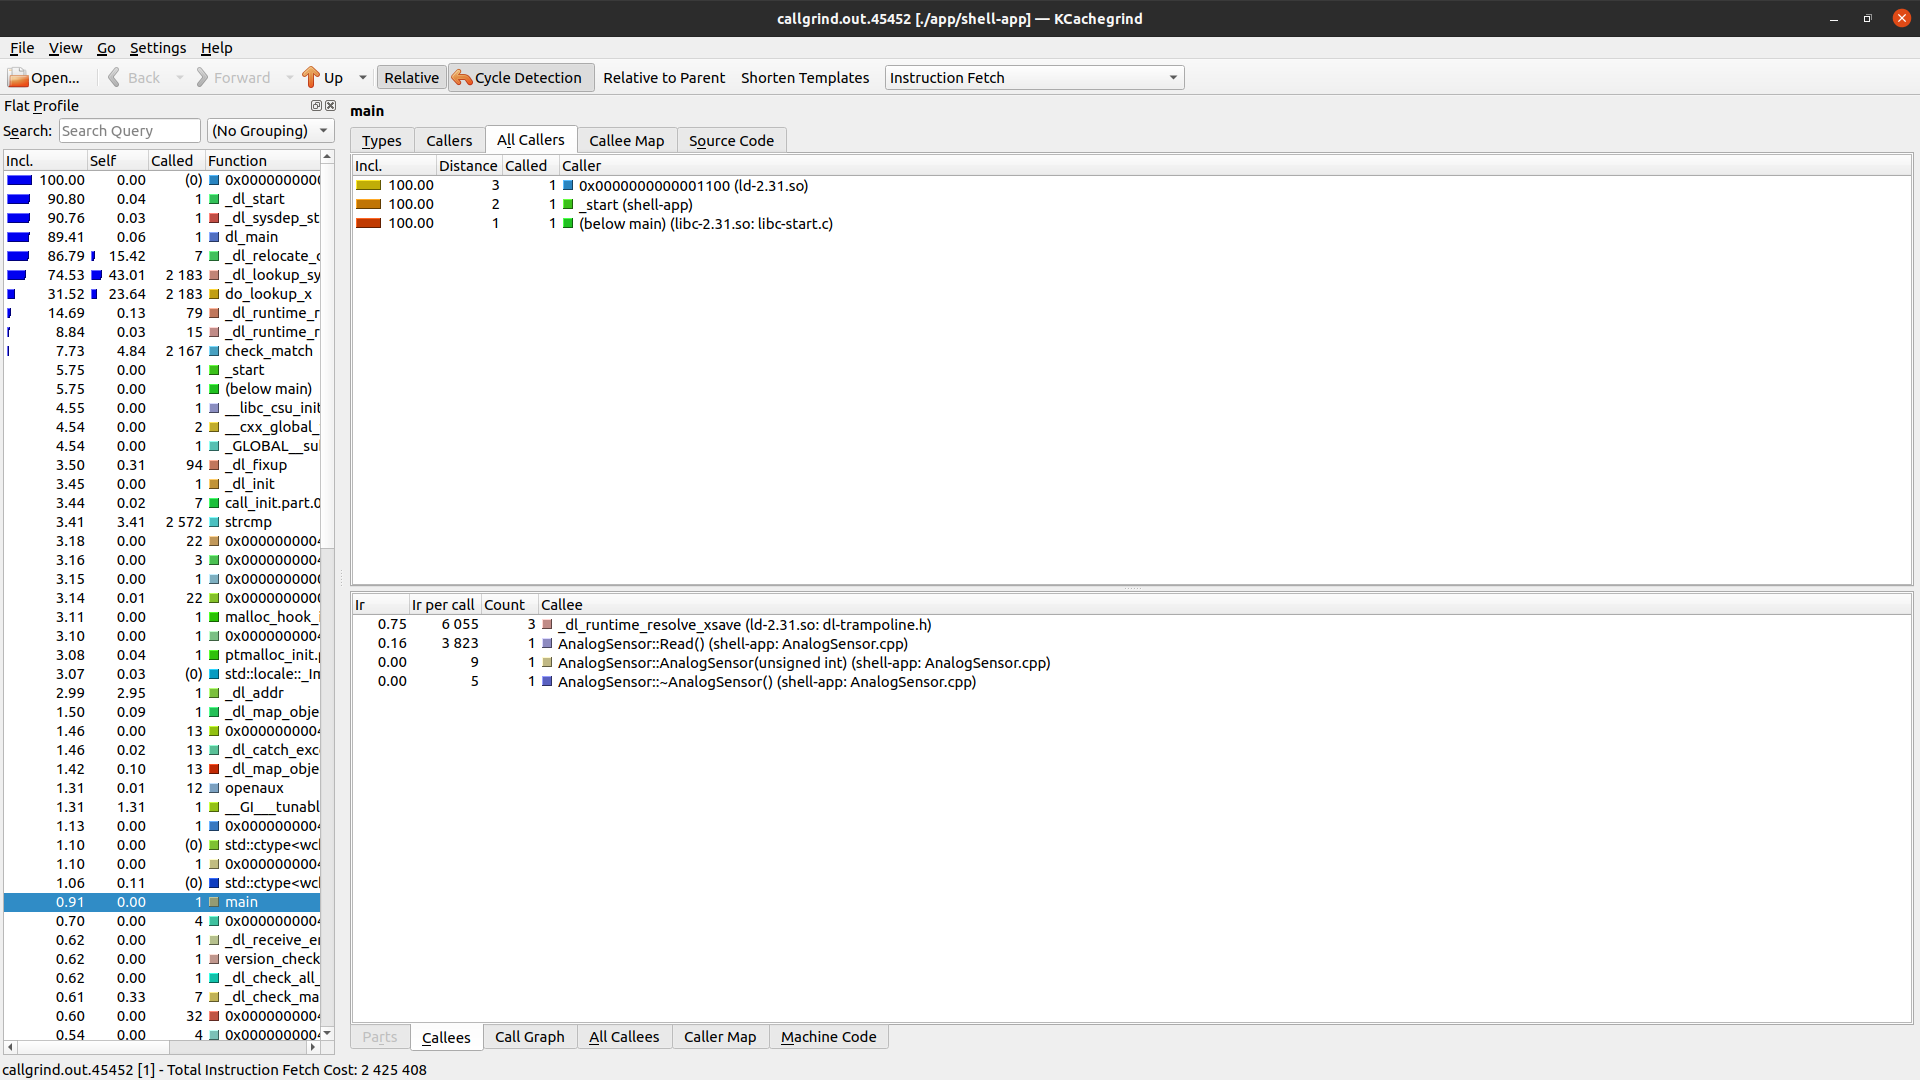 callgrind.out.45452 [./app/shell-app] — KCachegrind
File View Go Settings Help
Open... Back Forward Up Relative Cycle Detection Relative to Parent Shorten Templates Instruction Fetch
Flat Profile
Search: Search Query (No Grouping)
Incl. Self Called Function
100.00 0.00 (0) 0x0000000000
90.80 0.04 1 _dl_start
90.76 0.03 1 _dl_sysdep_st
89.41 0.06 1 dl_main
86.79 15.42 7 _dl_relocate_o
74.53 43.01 2 183 _dl_lookup_sy
31.52 23.64 2 183 do_lookup_x
14.69 0.13 79 _dl_runtime_r
8.84 0.03 15 _dl_runtime_r
7.73 4.84 2 167 check_match
5.75 0.00 1 _start
5.75 0.00 1 (below main)
4.55 0.00 1 __libc_csu_init
4.54 0.00 2 __cxx_global_
4.54 0.00 1 _GLOBAL__su
3.50 0.31 94 _dl_fixup
3.45 0.00 1 _dl_init
3.44 0.02 7 call_init.part.0
3.41 3.41 2 572 strcmp
3.18 0.00 22 0x0000000004
3.16 0.00 3 0x0000000004
3.15 0.00 1 0x0000000000
3.14 0.01 22 0x0000000004
3.11 0.00 1 malloc_hook_i
3.10 0.00 1 0x0000000004
3.08 0.04 1 ptmalloc_init.p
3.07 0.03 (0) std::locale::_Im
2.99 2.95 1 _dl_addr
1.50 0.09 1 _dl_map_obje
1.46 0.00 13 0x0000000004
1.46 0.02 13 _dl_catch_exc
1.42 0.10 13 _dl_map_obje
1.31 0.01 12 openaux
1.31 1.31 1 __GI___tunabl
1.13 0.00 1 0x0000000004
1.10 0.00 (0) std::ctype<wcl
1.10 0.00 1 0x0000000004
1.06 0.11 (0) std::ctype<wcl
0.91 0.00 1 main
0.70 0.00 4 0x0000000004
0.62 0.00 1 _dl_receive_er
0.62 0.00 1 version_check
0.62 0.00 1 _dl_check_all_
0.61 0.33 7 _dl_check_ma
0.60 0.00 32 0x0000000004
0.54 0.00 4 0x0000000004
main
Types Callers All Callers Callee Map Source Code
Incl. Distance Called Caller
100.00 3 1 0x0000000000001100 (ld-2.31.so)
100.00 2 1 _start (shell-app)
100.00 1 1 (below main) (libc-2.31.so: libc-start.c)
Ir Ir per call Count Callee
0.75 6 055 3 _dl_runtime_resolve_xsave (ld-2.31.so: dl-trampoline.h)
0.16 3 823 1 AnalogSensor::Read() (shell-app: AnalogSensor.cpp)
0.00 9 1 AnalogSensor::AnalogSensor(unsigned int) (shell-app: AnalogSensor.cpp)
0.00 5 1 AnalogSensor::~AnalogSensor() (shell-app: AnalogSensor.cpp)
Parts Callees Call Graph All Callees Caller Map Machine Code
callgrind.out.45452 [1] - Total Instruction Fetch Cost: 2 425 408